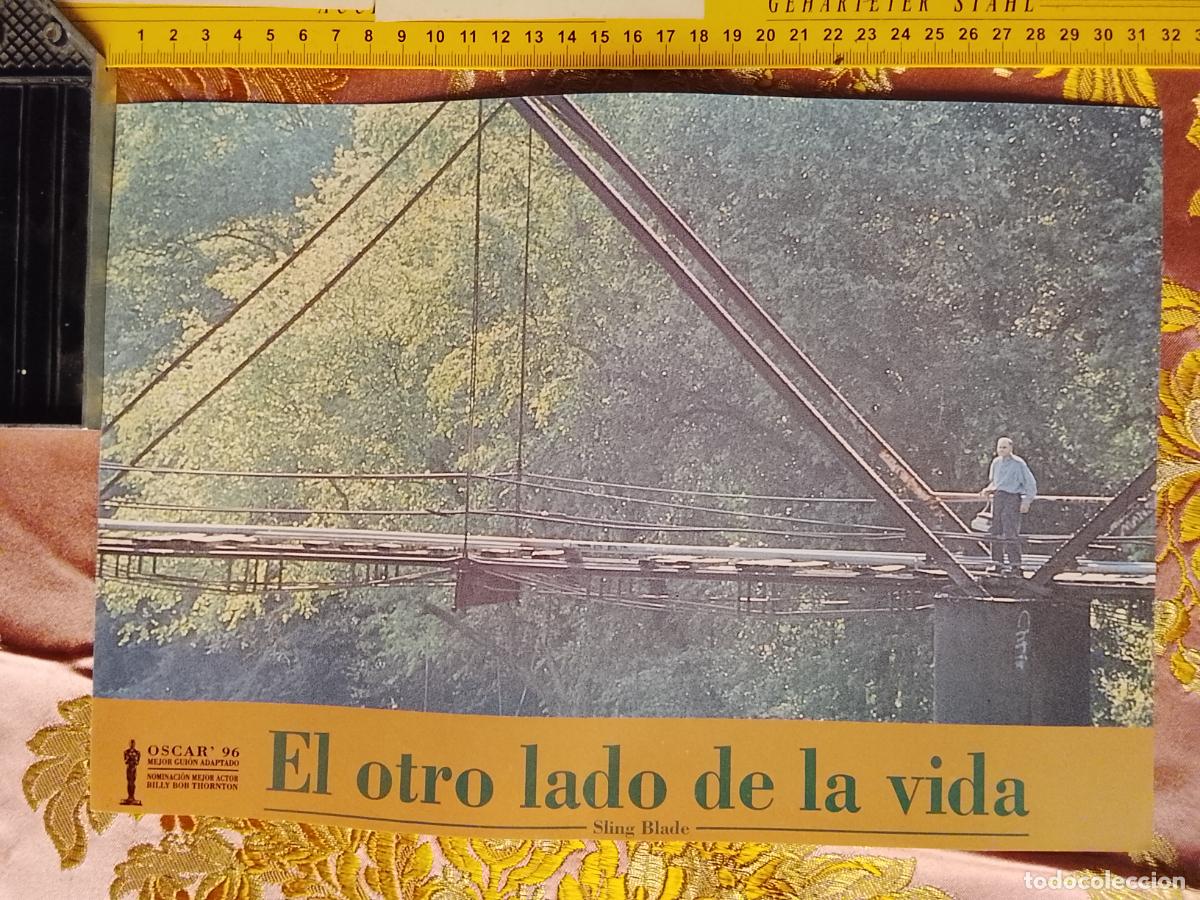 GEHÄRTETER STAHL
1 2 3 4 5 6 7 8 9 10 11 12 13 14 15 16 17 18 19 20 21 22 23 24 25 26 27 28 29 30 31 32
OSCAR' 96
MEJOR GUIÓN ADAPTADO
NOMINACIÓN MEJOR ACTOR
BILLY BOB THORNTON
El otro lado de la vida
Sling Blade
todocoleccion